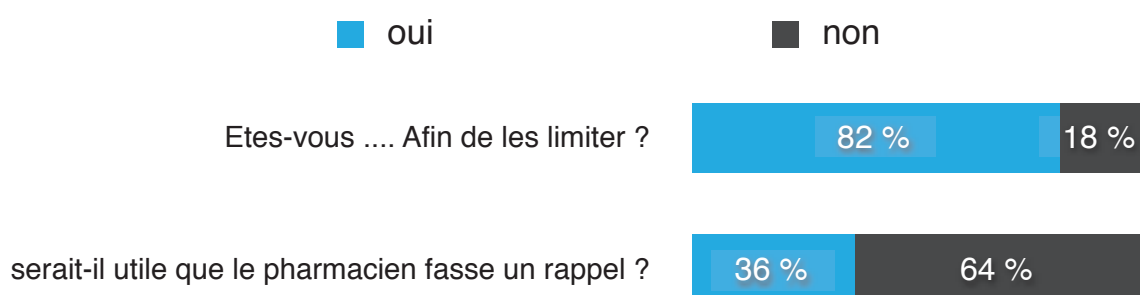 oui non
Etes-vous .... Afin de les limiter ? 82 % 18 %
serait-il utile que le pharmacien fasse un rappel ? 36 % 64 %